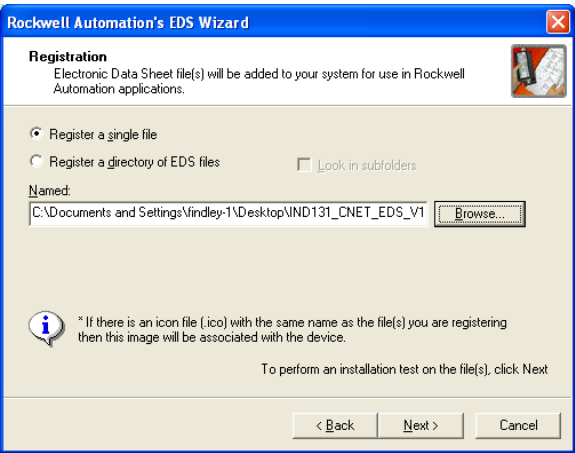 Rockwell Automation's EDS Wizard
Registration
Electronic Data Sheet file(s) will be added to your system for use in Rockwell
Automation applications.
Register a single file
Register a directory of EDS files
Look in subfolders
Named:
C:\Documents and Settings\findley-1\Desktop\IND131_CNET_EDS_V1
Browse...
* If there is an icon file (.ico) with the same name as the file(s) you are registering
then this image will be associated with the device.
To perform an installation test on the file(s), click Next
< Back
Next >
Cancel